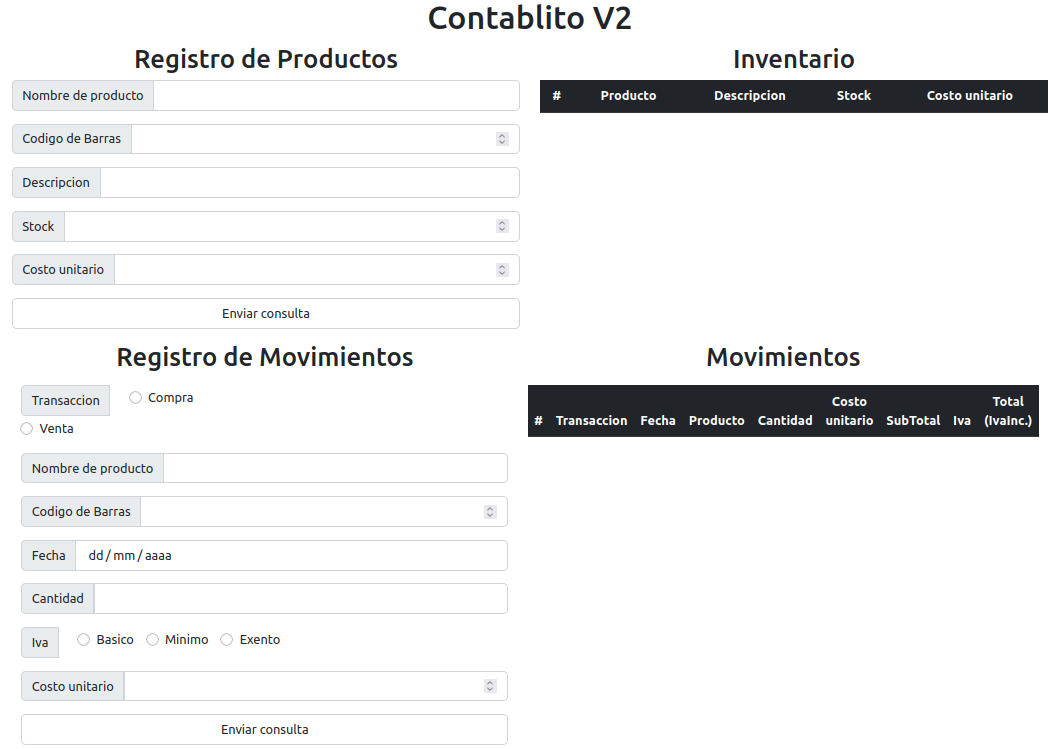 Contablito V2
Registro de Productos
Nombre de producto
Codigo de Barras
Descripcion
Stock
Costo unitario
Enviar consulta
Inventario
# Producto Descripcion Stock Costo unitario
Registro de Movimientos
Transaccion Compra
Venta
Nombre de producto
Codigo de Barras
Fecha dd / mm / aaaa
Cantidad
Iva Basico Minimo Exento
Costo unitario
Enviar consulta
Movimientos
# Transaccion Fecha Producto Cantidad Costo unitario SubTotal Iva Total (IvaInc.)